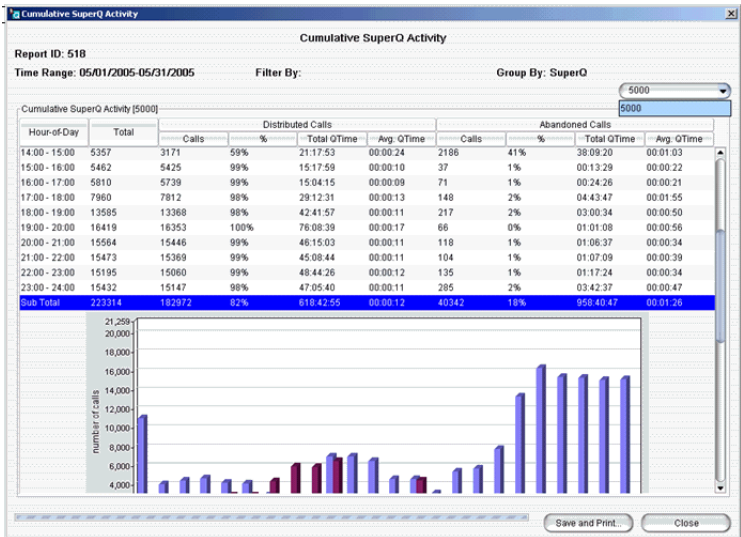 Cumulative SuperQ Activity
Cumulative SuperQ Activity
Report ID: 518
Time Range: 05/01/2005-05/31/2005 Filter By: Group By: SuperQ
5000
5000
Cumulative SuperQ Activity [5000]
Hour-of-Day Total Distributed Calls Abandoned Calls
Calls % Total QTime Avg. QTime Calls % Total QTime Avg. QTime
14:00 - 15:00 5357 3171 59% 21:17:53 00:00:24 2186 41% 38:09:20 00:01:03
15:00 - 16:00 5462 5425 99% 15:17:59 00:00:10 37 1% 00:13:29 00:00:22
16:00 - 17:00 5810 5739 99% 15:04:15 00:00:09 71 1% 00:24:26 00:00:21
17:00 - 18:00 7960 7812 98% 29:12:31 00:00:13 148 2% 04:43:47 00:01:55
18:00 - 19:00 13585 13368 98% 42:41:57 00:00:11 217 2% 03:00:34 00:00:50
19:00 - 20:00 16419 16353 100% 76:08:39 00:00:17 66 0% 01:01:08 00:00:56
20:00 - 21:00 15564 15446 99% 46:15:03 00:00:11 118 1% 01:06:37 00:00:34
21:00 - 22:00 15473 15369 99% 45:08:44 00:00:11 104 1% 01:07:09 00:00:39
22:00 - 23:00 15195 15060 99% 48:44:26 00:00:12 135 1% 01:17:24 00:00:34
23:00 - 24:00 15432 15147 98% 47:05:40 00:00:11 285 2% 03:42:37 00:00:47
Sub Total 223314 182972 82% 618:42:55 00:00:12 40342 18% 958:40:47 00:01:26
21,259
20,000
18,000
16,000
14,000
12,000
10,000
8,000
6,000
4,000
number of calls
Save and Print... Close